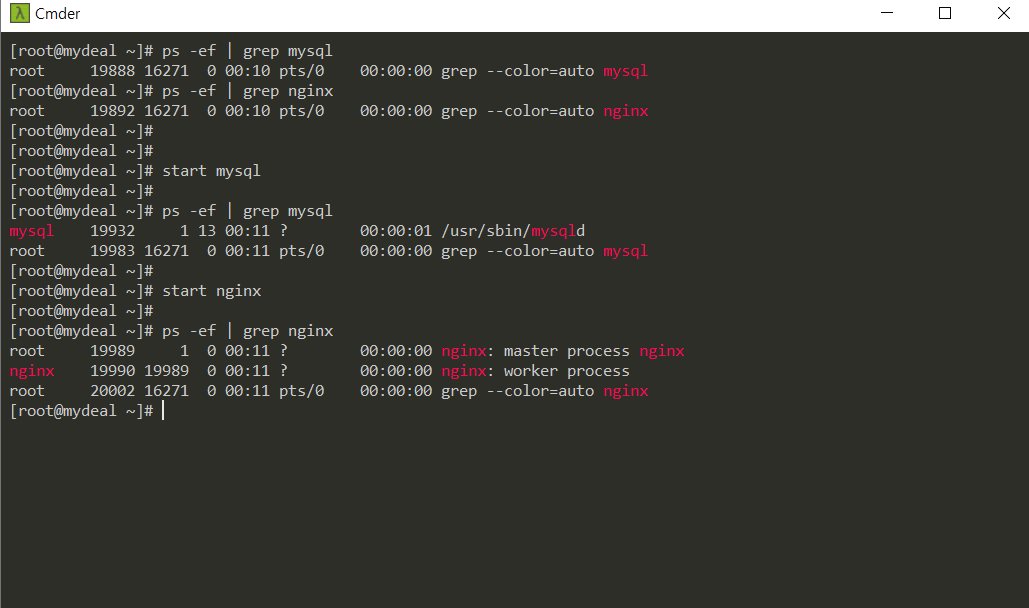 λ Cmder
[root@mydeal ~]# ps -ef | grep mysql
root     19888 16271  0 00:10 pts/0    00:00:00 grep --color=auto mysql
[root@mydeal ~]# ps -ef | grep nginx
root     19892 16271  0 00:10 pts/0    00:00:00 grep --color=auto nginx
[root@mydeal ~]#
[root@mydeal ~]#
[root@mydeal ~]# start mysql
[root@mydeal ~]#
[root@mydeal ~]# ps -ef | grep mysql
mysql    19932     1 13 00:11 ?        00:00:01 /usr/sbin/mysqld
root     19983 16271  0 00:11 pts/0    00:00:00 grep --color=auto mysql
[root@mydeal ~]#
[root@mydeal ~]# start nginx
[root@mydeal ~]#
[root@mydeal ~]# ps -ef | grep nginx
root     19989     1  0 00:11 ?        00:00:00 nginx: master process nginx
nginx    19990 19989  0 00:11 ?        00:00:00 nginx: worker process
root     20002 16271  0 00:11 pts/0    00:00:00 grep --color=auto nginx
[root@mydeal ~]#